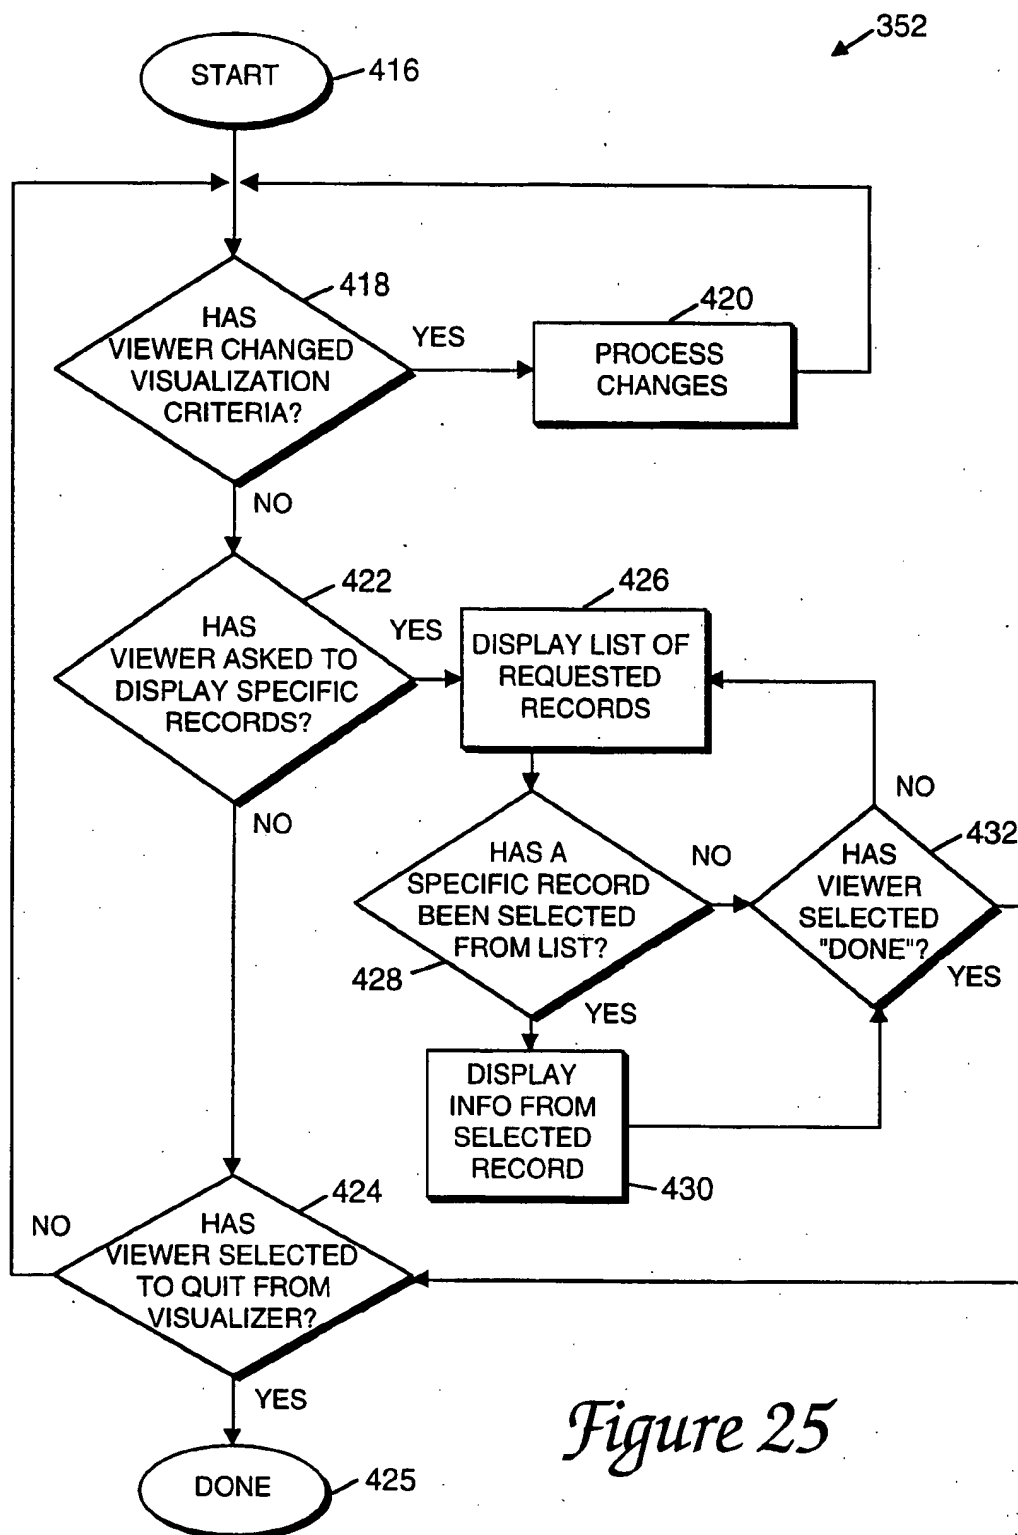 352
START
416
418
HAS
VIEWER CHANGED
VISUALIZATION
CRITERIA?
YES
420
PROCESS
CHANGES
NO
422
HAS
VIEWER ASKED TO
DISPLAY SPECIFIC
RECORDS?
YES
426
DISPLAY LIST OF
REQUESTED
RECORDS
NO
NO
432
HAS
VIEWER
SELECTED
"DONE"?
YES
HAS A
SPECIFIC RECORD
BEEN SELECTED
FROM LIST?
NO
428
YES
DISPLAY
INFO FROM
SELECTED
RECORD
430
424
HAS
VIEWER SELECTED
TO QUIT FROM
VISUALIZER?
NO
YES
DONE
425
Figure 25